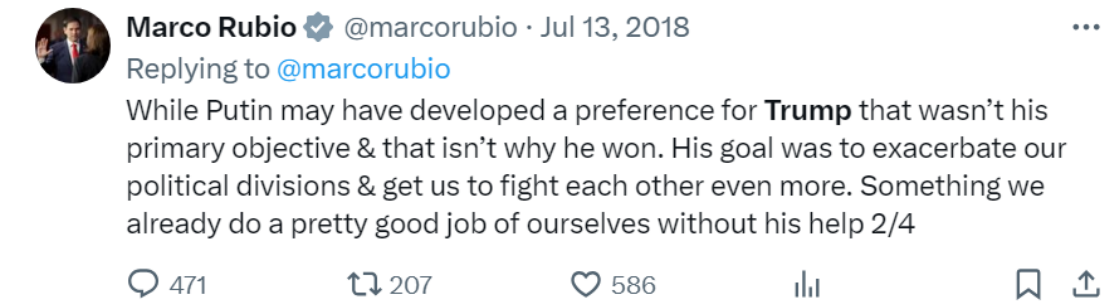 Marco Rubio @marcorubio · Jul 13, 2018
Replying to @marcorubio
While Putin may have developed a preference for Trump that wasn’t his
primary objective & that isn’t why he won. His goal was to exacerbate our
political divisions & get us to fight each other even more. Something we
already do a pretty good job of ourselves without his help 2/4
471 207 586